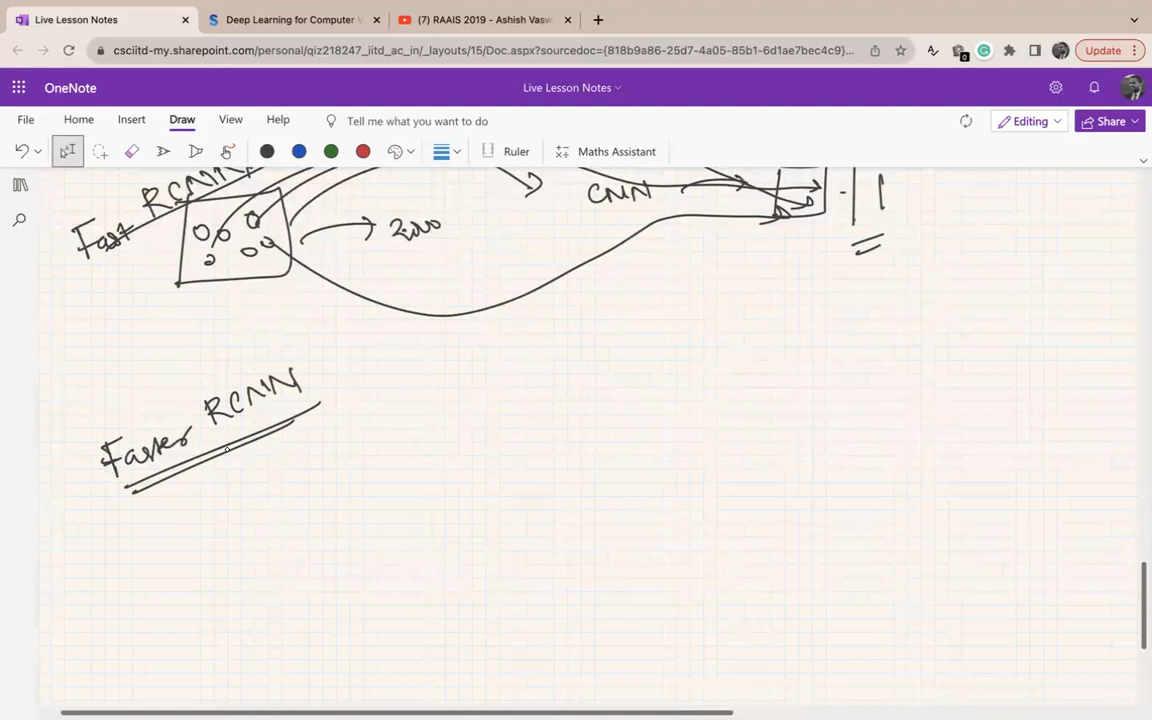 Live Lesson Notes
Deep Learning for Computer V
(7) RAAIS 2019 - Ashish Vasw
csciitd-my.sharepoint.com/personal/qiz218247_iitd_ac_in/_layouts/15/Doc.aspx?sourcedoc={818b9a86-25d7-4a05-85b1-6d1ae7bec4c9}...
Update
OneNote
Live Lesson Notes
File Home Insert Draw View Help Tell me what you want to do
Editing
Share
Ruler
Maths Assistant
Fast RCNN
2000
CNN
Faster RCNN